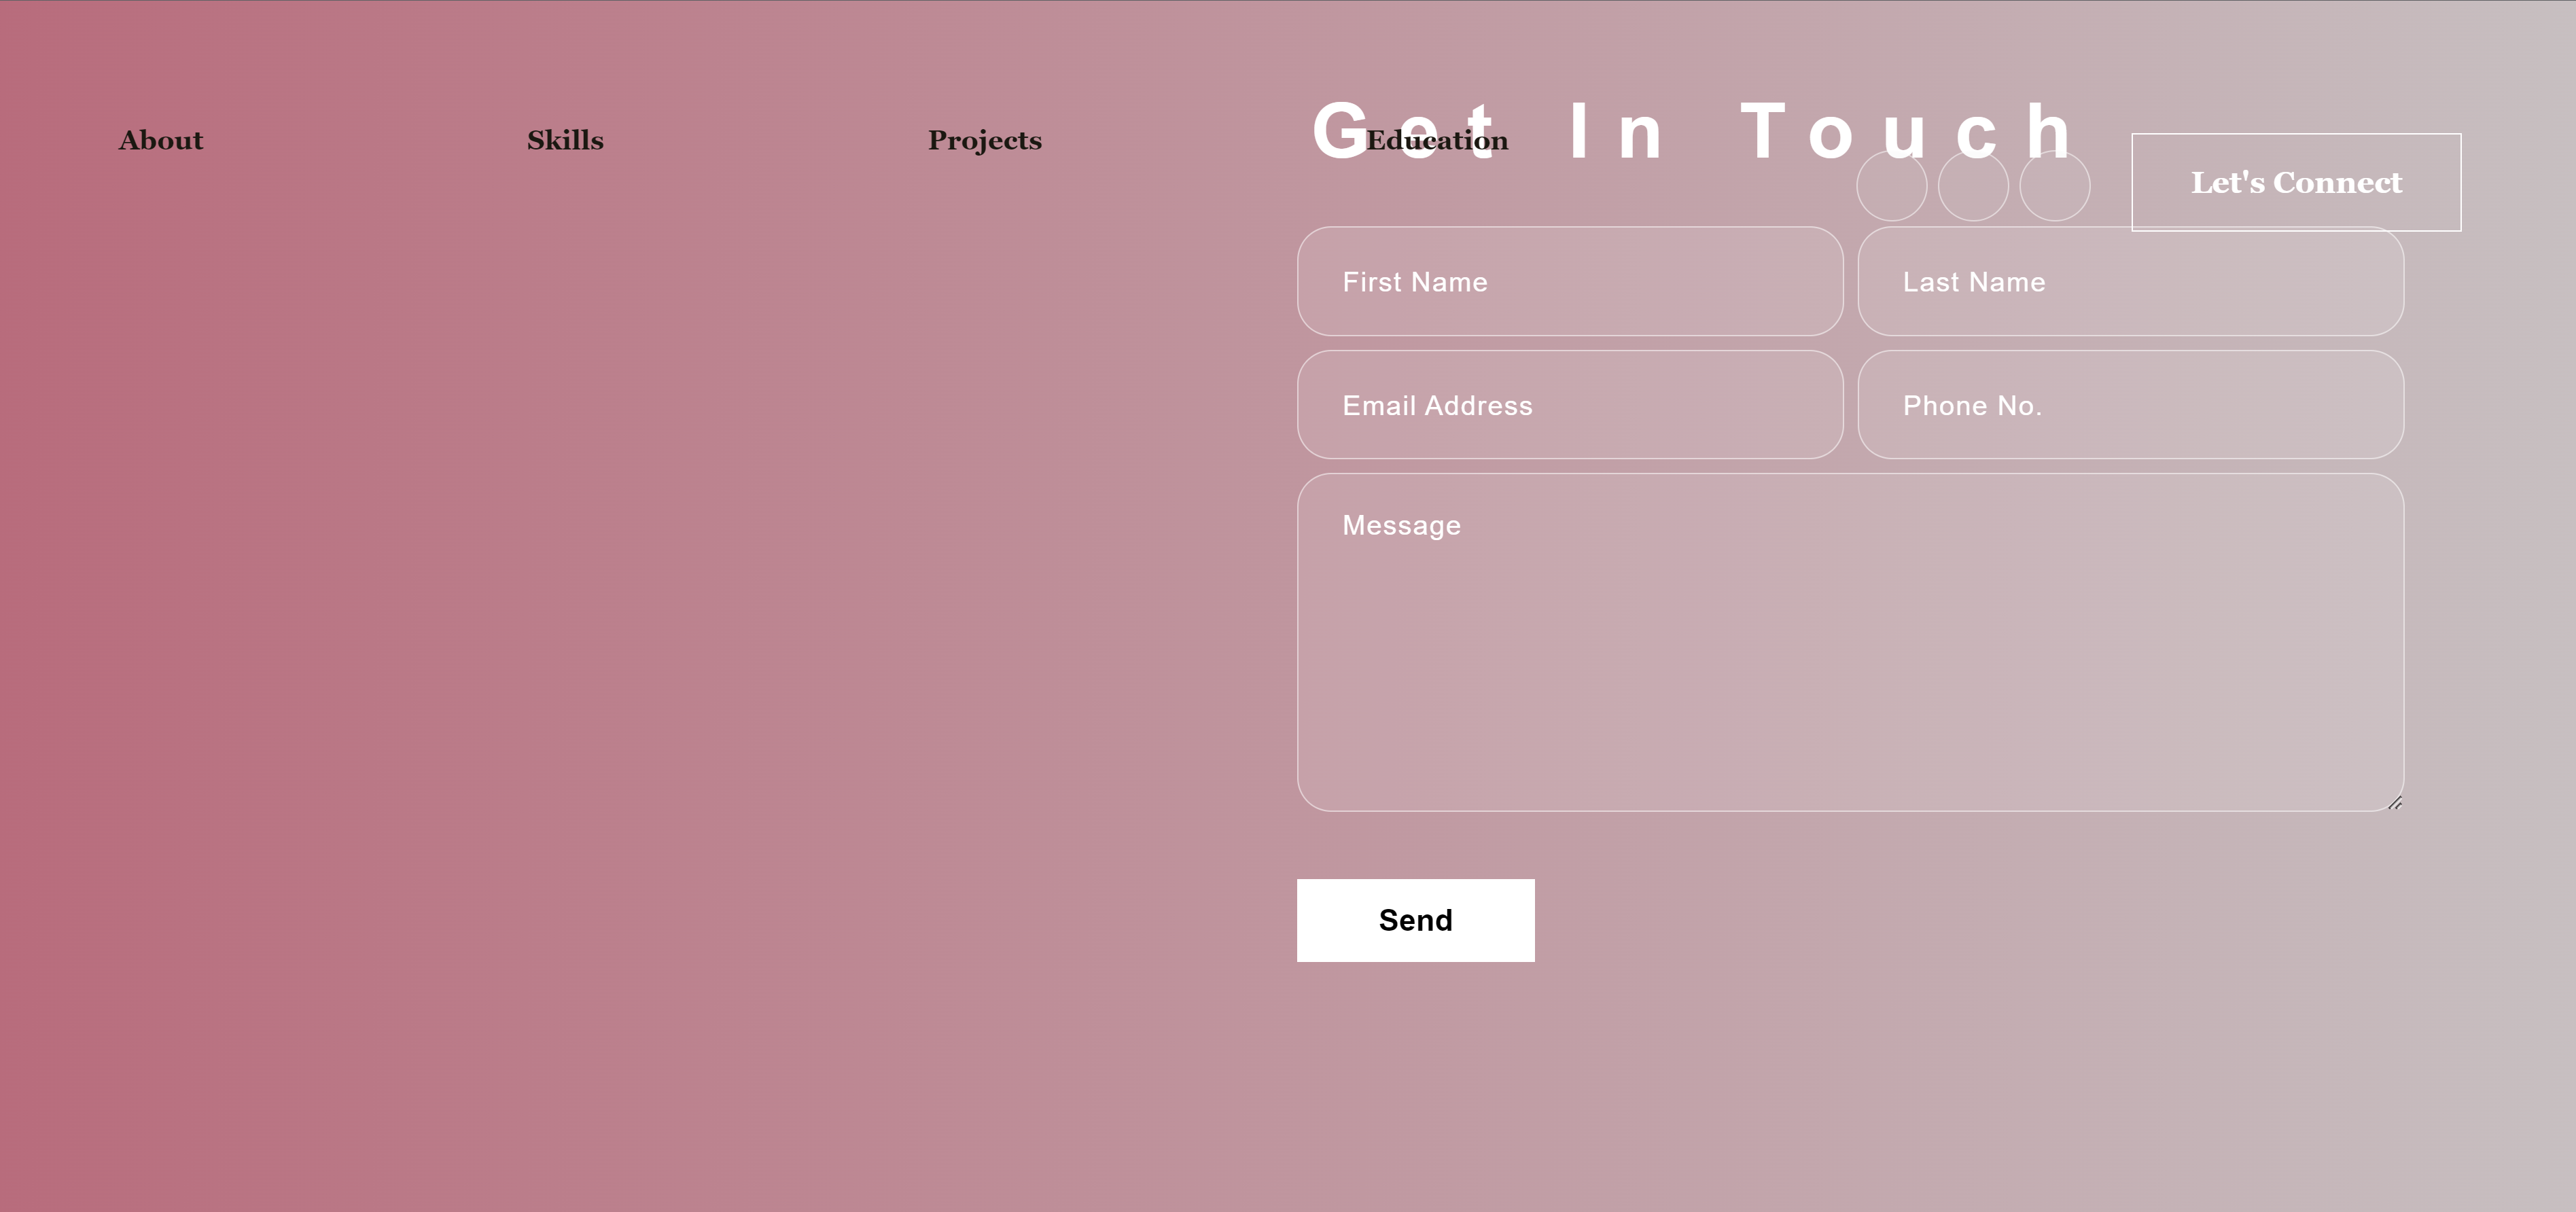 About Skills Projects Education
Get In Touch
Let's Connect
First Name Last Name
Email Address Phone No.
Message
Send